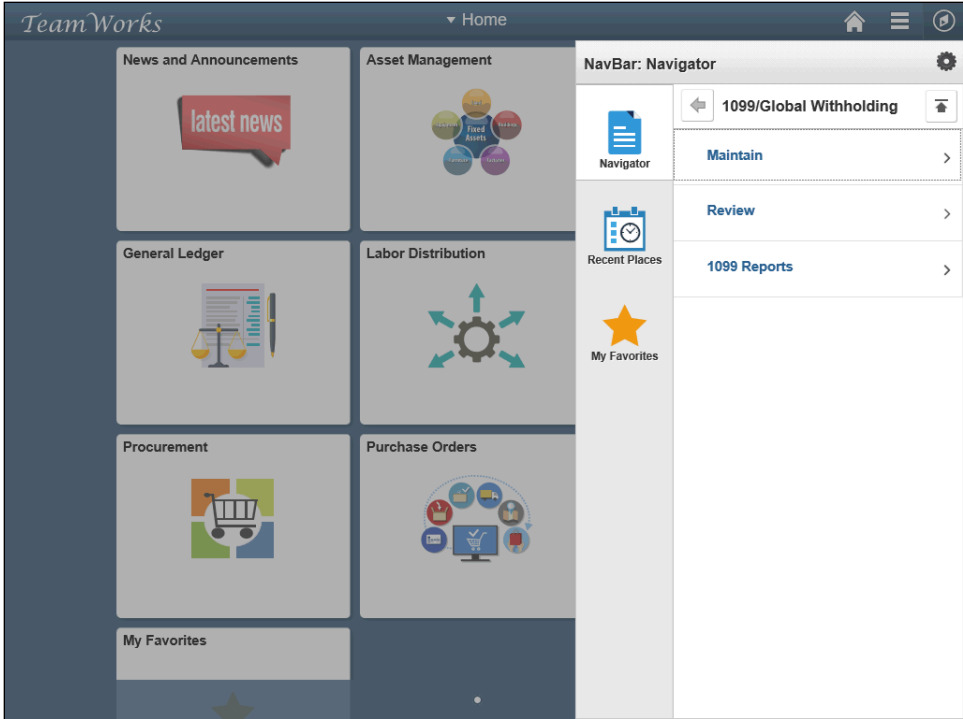 TeamWorks
Home
NavBar: Navigator
News and Announcements
latest news
Asset Management
Fixed Assets
General Ledger
Labor Distribution
Procurement
Purchase Orders
My Favorites
Navigator
Recent Places
My Favorites
1099/Global Withholding
Maintain
Review
1099 Reports